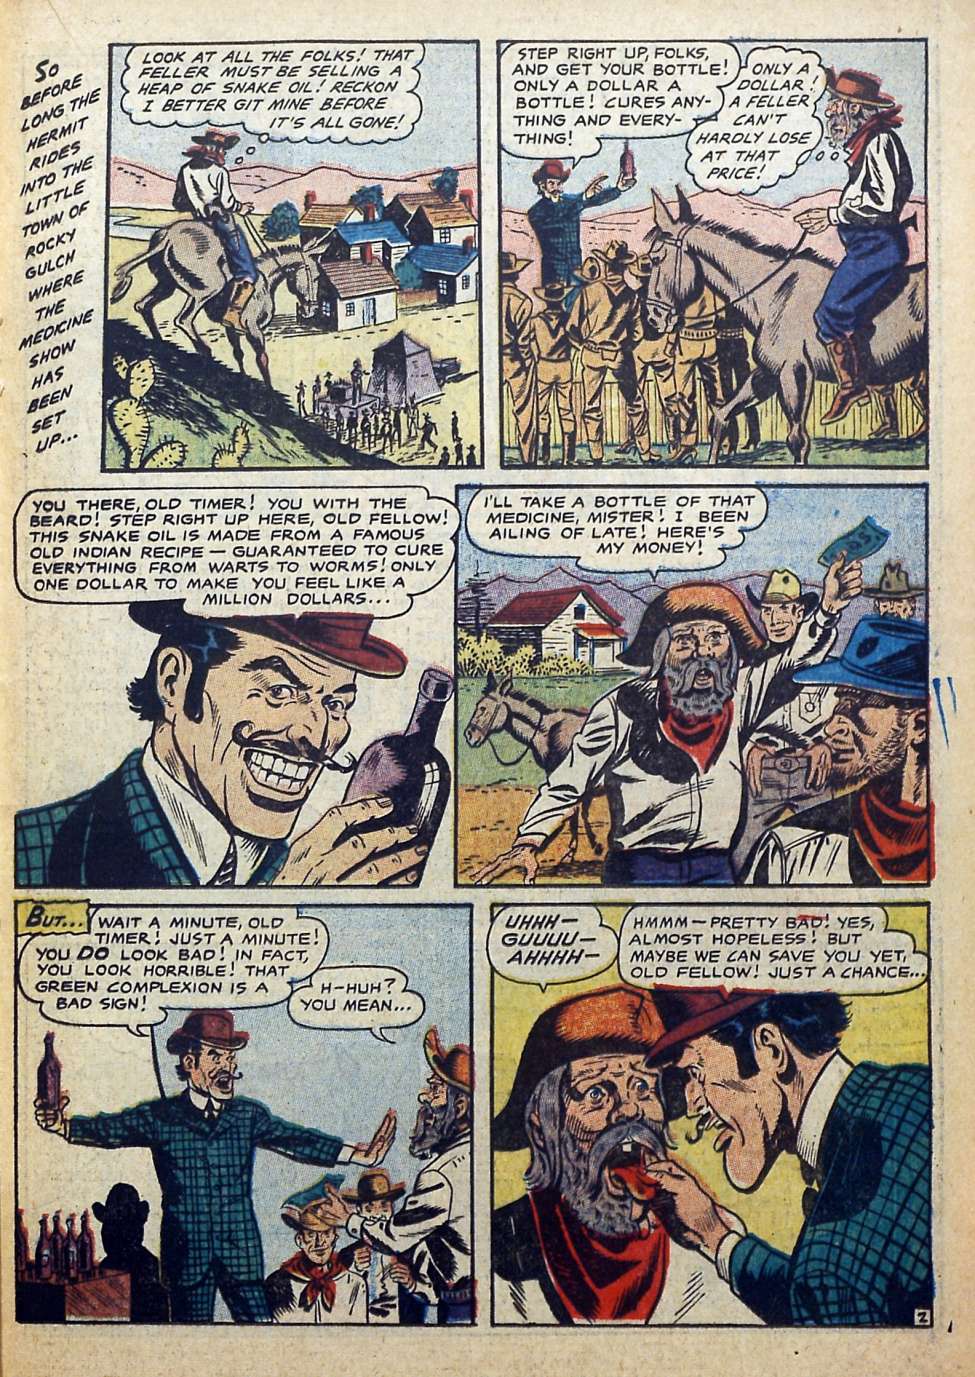 SO
BEFORE
LONG THE
HERMIT
RIDES
INTO THE
LITTLE
TOWN OF
ROCKY
GULCH
WHERE
THE
MEDICINE
SHOW
HAS
BEEN
SET
UP...
LOOK AT ALL THE FOLKS! THAT
FELLER MUST BE SELLING A
HEAP OF SNAKE OIL! RECKON
I BETTER GIT MINE BEFORE
IT'S ALL GONE!
STEP RIGHT UP, FOLKS,
AND GET YOUR BOTTLE!
ONLY A DOLLAR A
BOTTLE! CURES ANY-
THING AND EVERY-
THING!
ONLY A
DOLLAR!
A FELLER
CAN'T
HARDLY LOSE
AT THAT
PRICE!
YOU THERE, OLD TIMER! YOU WITH THE
BEARD! STEP RIGHT UP HERE, OLD FELLOW!
THIS SNAKE OIL IS MADE FROM A FAMOUS
OLD INDIAN RECIPE — GUARANTEED TO CURE
EVERYTHING FROM WARTS TO WORMS! ONLY
ONE DOLLAR TO MAKE YOU FEEL LIKE A
MILLION DOLLARS...
I'LL TAKE A BOTTLE OF THAT
MEDICINE, MISTER! I BEEN
AILING OF LATE! HERE'S
MY MONEY!
BUT...
WAIT A MINUTE, OLD
TIMER! JUST A MINUTE!
YOU DO LOOK BAD! IN FACT,
YOU LOOK HORRIBLE! THAT
GREEN COMPLEXION IS A
BAD SIGN!
H-HUH?
YOU MEAN...
UHHH—
GUUUU—
AHHHH—
HMMM — PRETTY BAD! YES,
ALMOST HOPELESS! BUT
MAYBE WE CAN SAVE YOU YET,
OLD FELLOW! JUST A CHANCE...
2